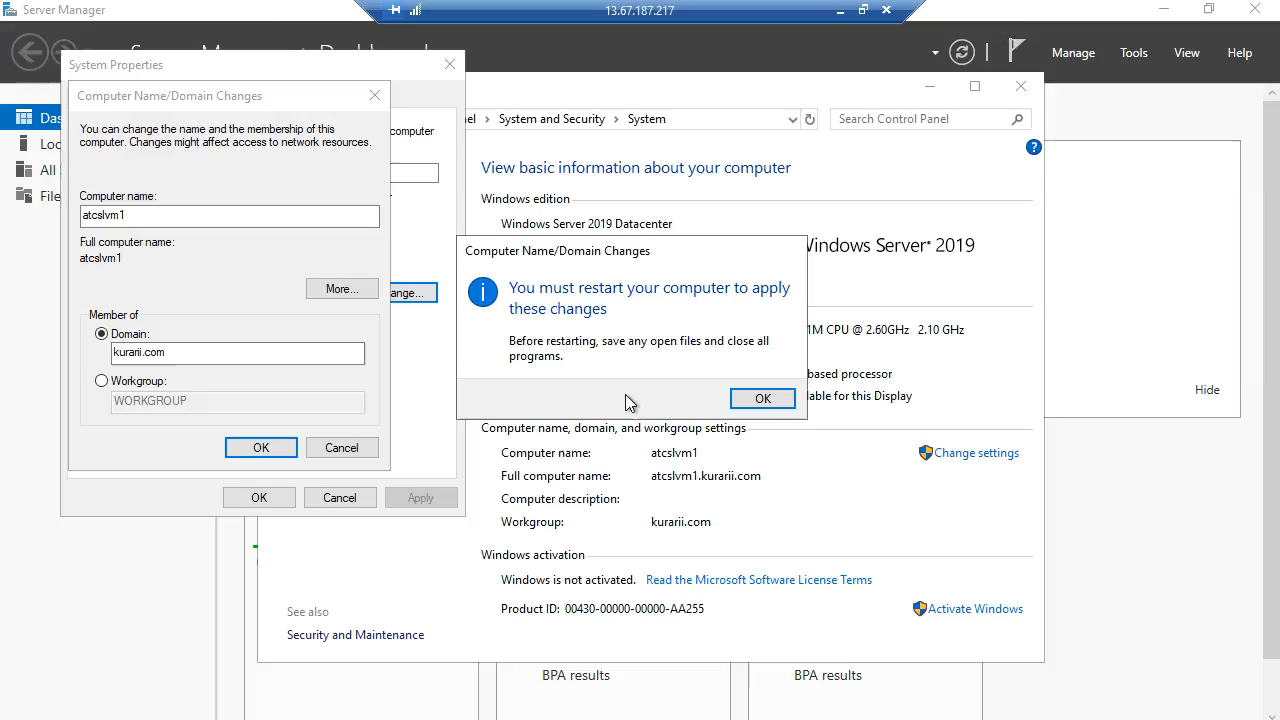 Server Manager
13.67.187.217
Manage
Tools
View
Help
System Properties
Computer Name/Domain Changes
You can change the name and the membership of this
computer. Changes might affect access to network resources.
Computer name:
atcslvm1
Full computer name:
atcslvm1
More...
Member of
Domain:
kurarii.com
Workgroup:
WORKGROUP
OK
Cancel
computer
ange...
OK
Cancel
Apply
Das
Loc
All
File
el
System and Security
System
Search Control Panel
View basic information about your computer
Windows edition
Windows Server 2019 Datacenter
Windows Server® 2019
1M CPU @ 2.60GHz 2.10 GHz
based processor
lable for this Display
Computer Name/Domain Changes
You must restart your computer to apply
these changes
Before restarting, save any open files and close all
programs.
OK
Computer name, domain, and workgroup settings
Computer name: atcslvm1
Change settings
Full computer name: atcslvm1.kurarii.com
Computer description:
Workgroup: kurarii.com
Windows activation
Windows is not activated. Read the Microsoft Software License Terms
Product ID: 00430-00000-00000-AA255
Activate Windows
See also
Security and Maintenance
Hide
BPA results
BPA results